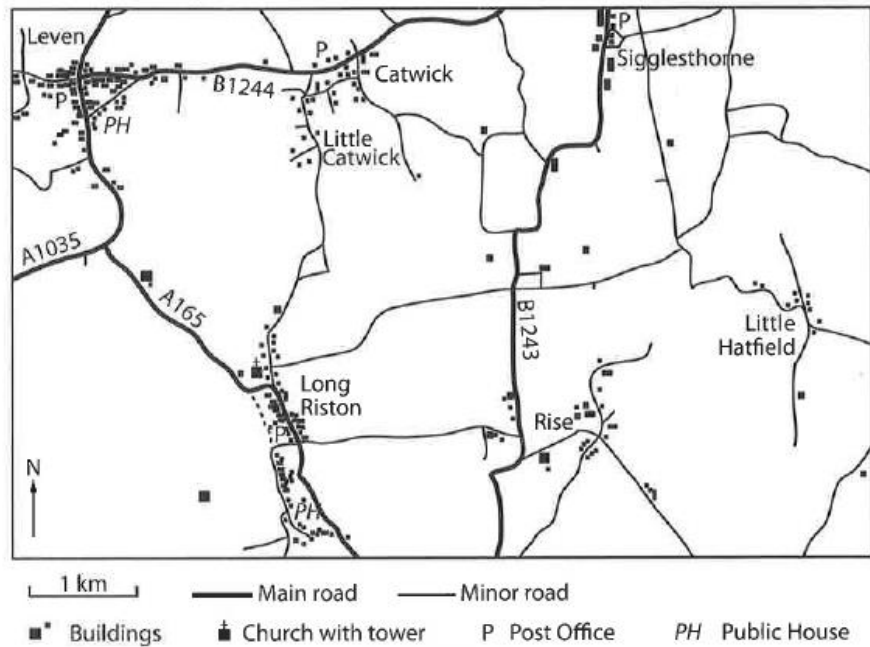 Leven
P
Catwick
B1244
P
PH
Little
Catwick
P
Sigglesthorne
A1035
A165
B1243
Little
Hatfield
Long
Riston
P
Rise
N
PH
1 km
Main road
Minor road
Buildings
Church with tower
P Post Office
PH Public House